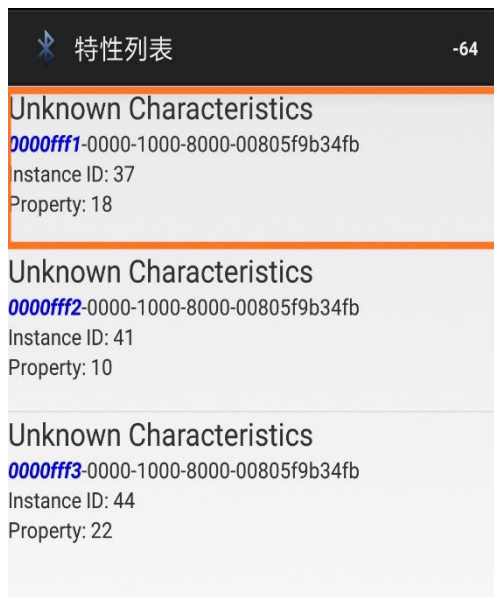 特性列表
-64
Unknown Characteristics
0000fff1-0000-1000-8000-00805f9b34fb
Instance ID: 37
Property: 18
Unknown Characteristics
0000fff2-0000-1000-8000-00805f9b34fb
Instance ID: 41
Property: 10
Unknown Characteristics
0000fff3-0000-1000-8000-00805f9b34fb
Instance ID: 44
Property: 22